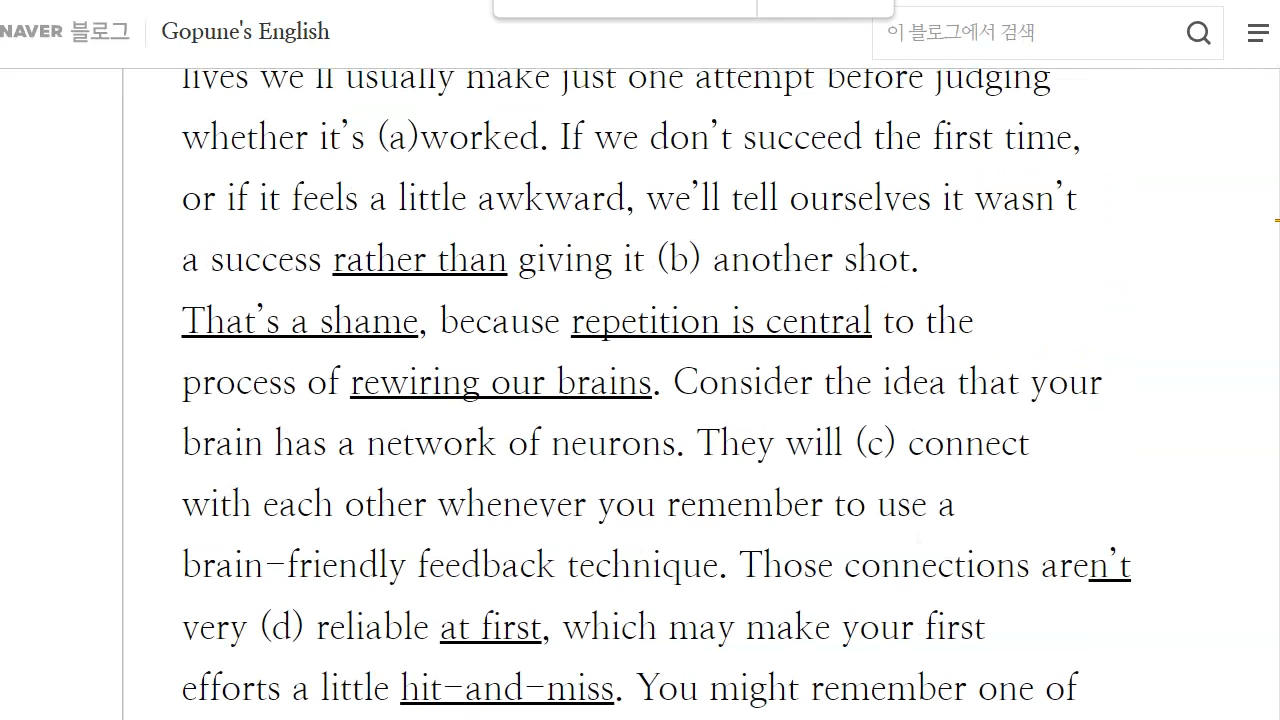 NAVER 블로그 Gopune's English 이 블로그에서 검색
lives we'll usually make just one attempt before judging
whether it's (a)worked. If we don't succeed the first time,
or if it feels a little awkward, we'll tell ourselves it wasn't
a success rather than giving it (b) another shot.
That's a shame, because repetition is central to the
process of rewiring our brains. Consider the idea that your
brain has a network of neurons. They will (c) connect
with each other whenever you remember to use a
brain-friendly feedback technique. Those connections aren't
very (d) reliable at first, which may make your first
efforts a little hit-and-miss. You might remember one of